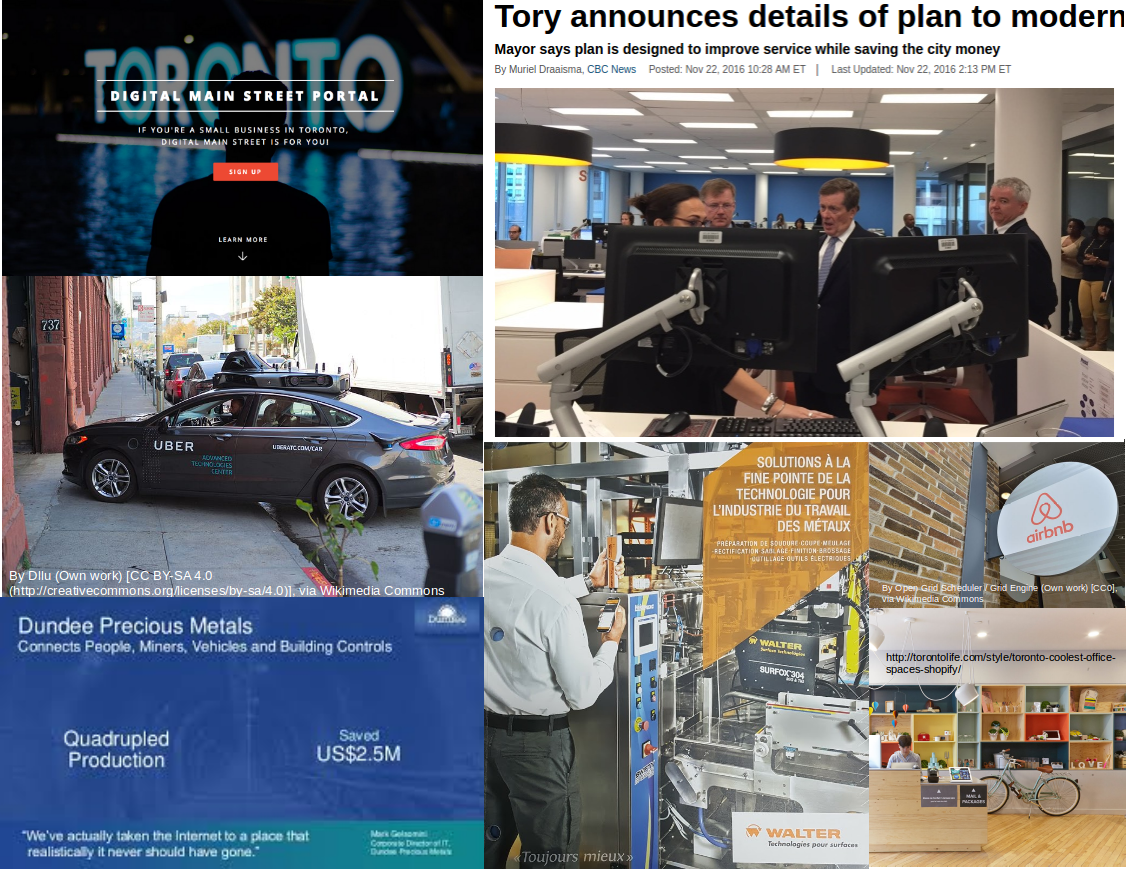 TORONTO
DIGITAL MAIN STREET PORTAL
IF YOU'RE A SMALL BUSINESS IN TORONTO,
DIGITAL MAIN STREET IS FOR YOU!
SIGN UP
LEARN MORE
Tory announces details of plan to modern
Mayor says plan is designed to improve service while saving the city money
By Muriel Draaisma, CBC News Posted: Nov 22, 2016 10:28 AM ET | Last Updated: Nov 22, 2016 2:13 PM ET
S
737
UBER
UBERATC.COM/CAR
ADVANCED
TECHNOLOGIES
CENTER
By Dllu (Own work) [CC BY-SA 4.0
(http://creativecommons.org/licenses/by-sa/4.0)], via Wikimedia Commons
SOLUTIONS À LA
FINE POINTE DE LA
TECHNOLOGIE POUR
L'INDUSTRIE DU TRAVAIL
DES MÉTAUX
PRÉPARATION DE SOUDURE·COUPE·MEULAGE
RECTIFICATION·SABLAGE·FINITION·BROSSAGE
OUTILLAGE·OUTILS ÉLECTRIQUES
WALTER
Surface Technologies
SURFOX 304
WALTER
Technologies pour surfaces
«Toujours mieux»
airbnb
By Open Grid Scheduler / Grid Engine (Own work) [CC0],
via Wikimedia Commons
http://torontolife.com/style/toronto-coolest-office-
spaces-shopify/
LOVE
MAIL &
PACKAGES
Dundee
Dundee Precious Metals
Connects People, Miners, Vehicles and Building Controls
Quadrupled
Production
Saved
US$2.5M
"We've actually taken the Internet to a place that
realistically it never should have gone."
Mark Gelsomini
Corporate Director of IT,
Dundee Precious Metals